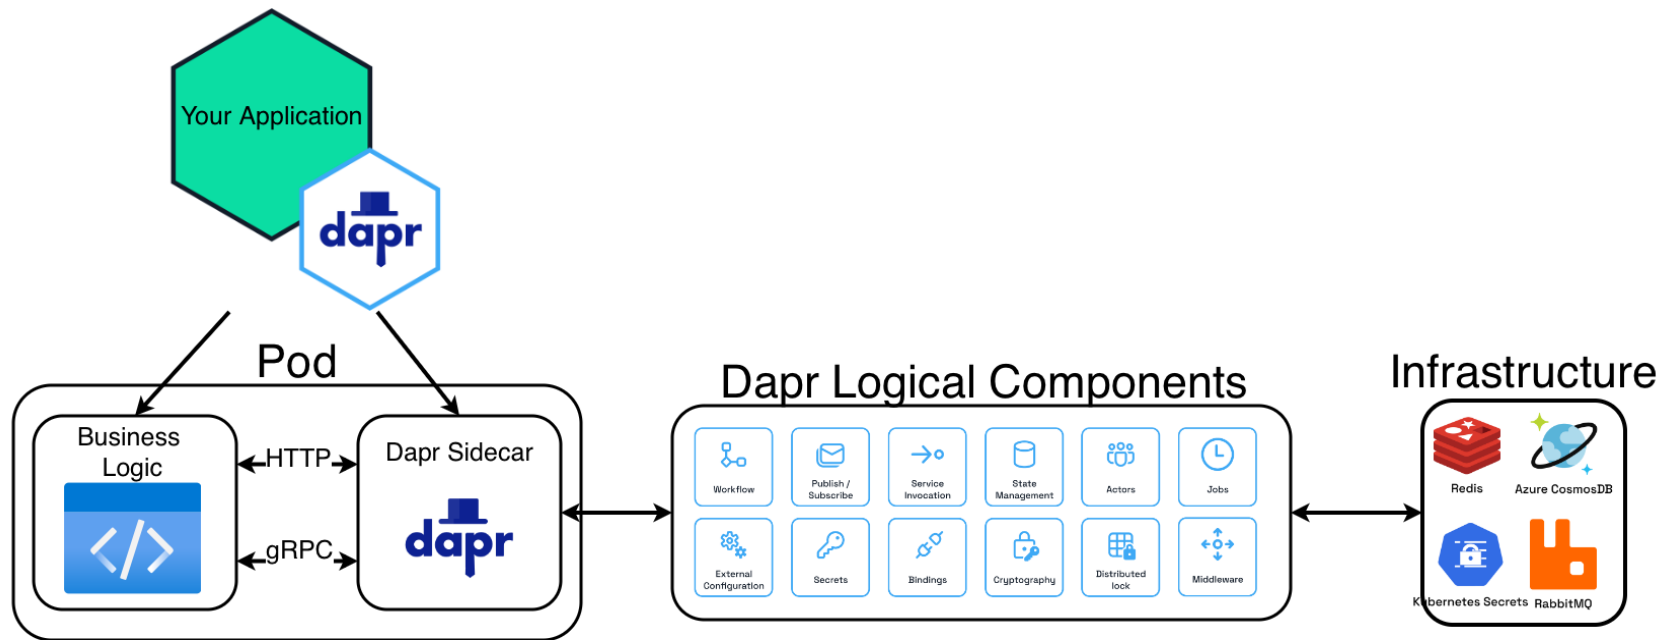 Your Application
dapr
Pod
Business
Logic
HTTP
gRPC
Dapr Sidecar
dapr
Dapr Logical Components
Workflow
Publish /
Subscribe
Service
Invocation
State
Management
Actors
Jobs
External
Configuration
Secrets
Bindings
Cryptography
Distributed
lock
Middleware
Infrastructure
Redis
Azure CosmosDB
Kubernetes Secrets
RabbitMQ